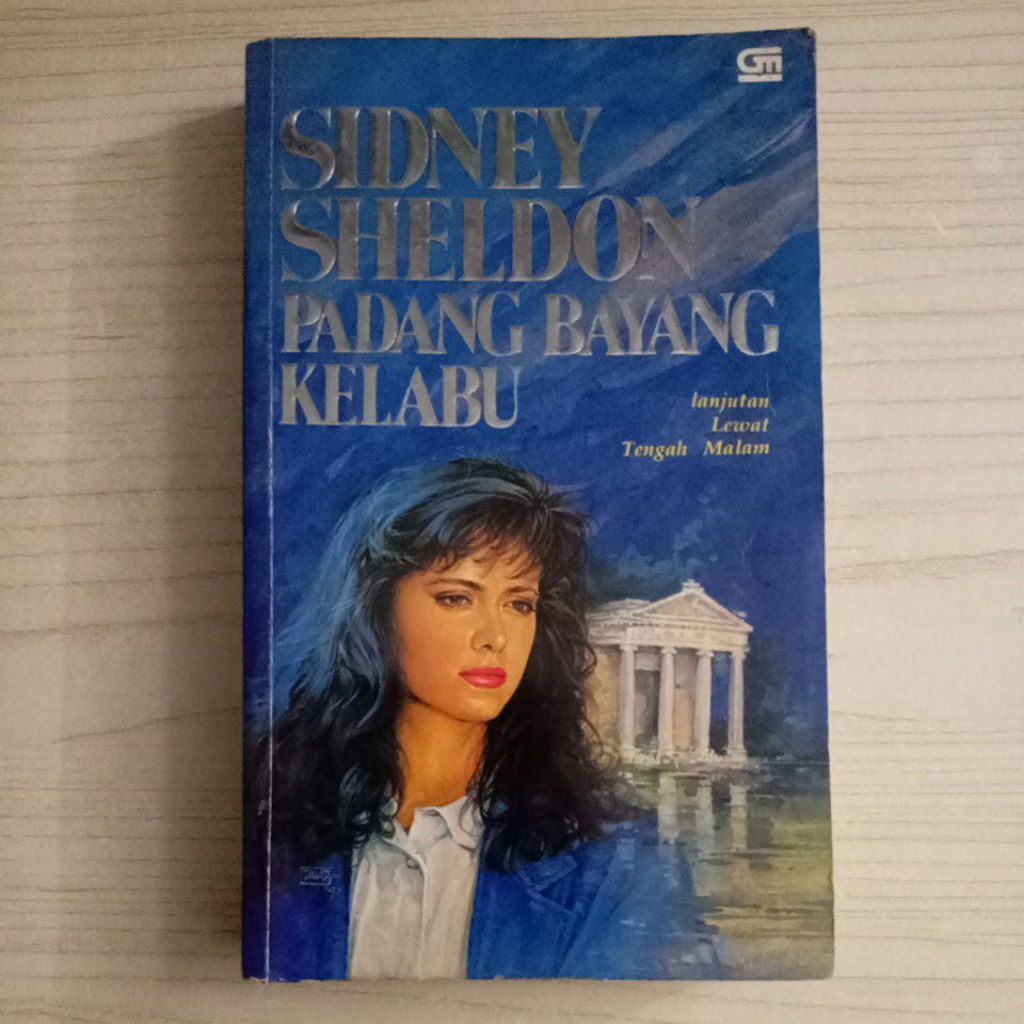 GM
SIDNEY
SHELDON
PADANG BAYANG
KELABU
lanjutan
Lewat
Tengah Malam